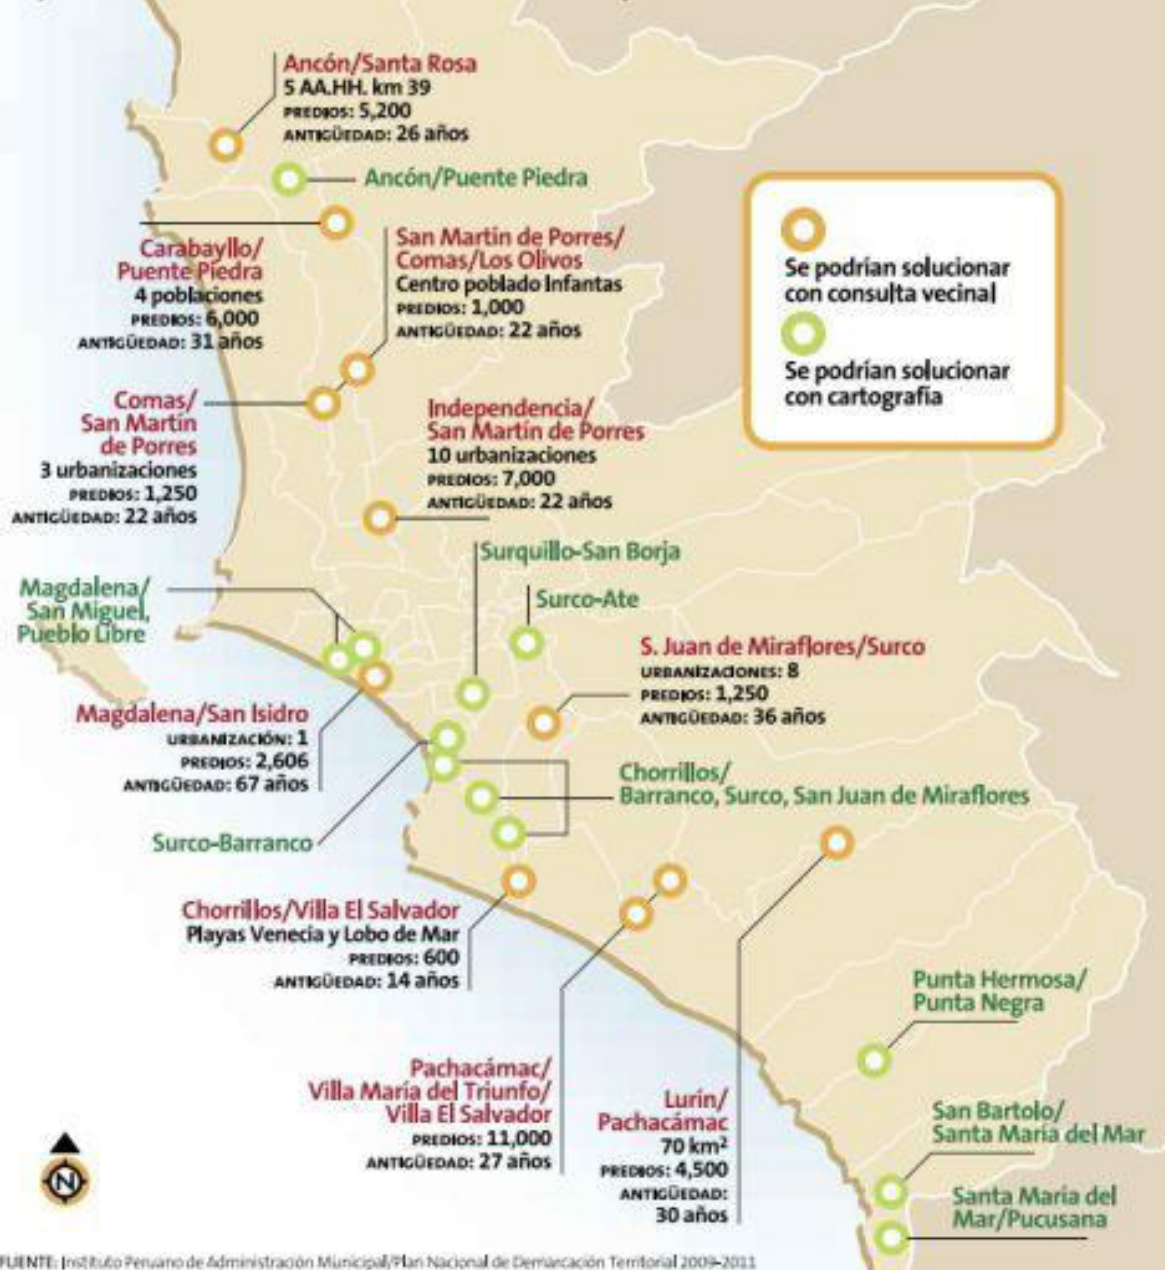 Ancón/Santa Rosa
5 AA.HH. km 39
PREDIOS: 5,200
ANTIGÜEDAD: 26 años
Ancón/Puente Piedra
Carabayllo/
Puente Piedra
4 poblaciones
PREDIOS: 6,000
ANTIGÜEDAD: 31 años
San Martín de Porres/
Comas/Los Olivos
Centro poblado Infantas
PREDIOS: 1,000
ANTIGÜEDAD: 22 años
Se podrían solucionar
con consulta vecinal
Se podrían solucionar
con cartografía
Comas/
San Martín
de Porres
3 urbanizaciones
PREDIOS: 1,250
ANTIGÜEDAD: 22 años
Independencia/
San Martín de Porres
10 urbanizaciones
PREDIOS: 7,000
ANTIGÜEDAD: 22 años
Surquillo-San Borja
Surco-Ate
Magdalena/
San Miguel,
Pueblo Libre
S. Juan de Miraflores/Surco
URBANIZACIONES: 8
PREDIOS: 1,250
ANTIGÜEDAD: 36 años
Magdalena/San Isidro
URBANIZACIÓN: 1
PREDIOS: 2,606
ANTIGÜEDAD: 67 años
Chorrillos/
Barranco, Surco, San Juan de Miraflores
Surco-Barranco
Chorrillos/Villa El Salvador
Playas Venecia y Lobo de Mar
PREDIOS: 600
ANTIGÜEDAD: 14 años
Punta Hermosa/
Punta Negra
Pachacámac/
Villa María del Triunfo/
Villa El Salvador
PREDIOS: 11,000
ANTIGÜEDAD: 27 años
Lurín/
Pachacámac
70 km²
PREDIOS: 4,500
ANTIGÜEDAD:
30 años
San Bartolo/
Santa María del Mar
Santa María del
Mar/Pucusana
N
FUENTE: Instituto Peruano de Administración Municipal/Plan Nacional de Demarcación Territorial 2009-2011